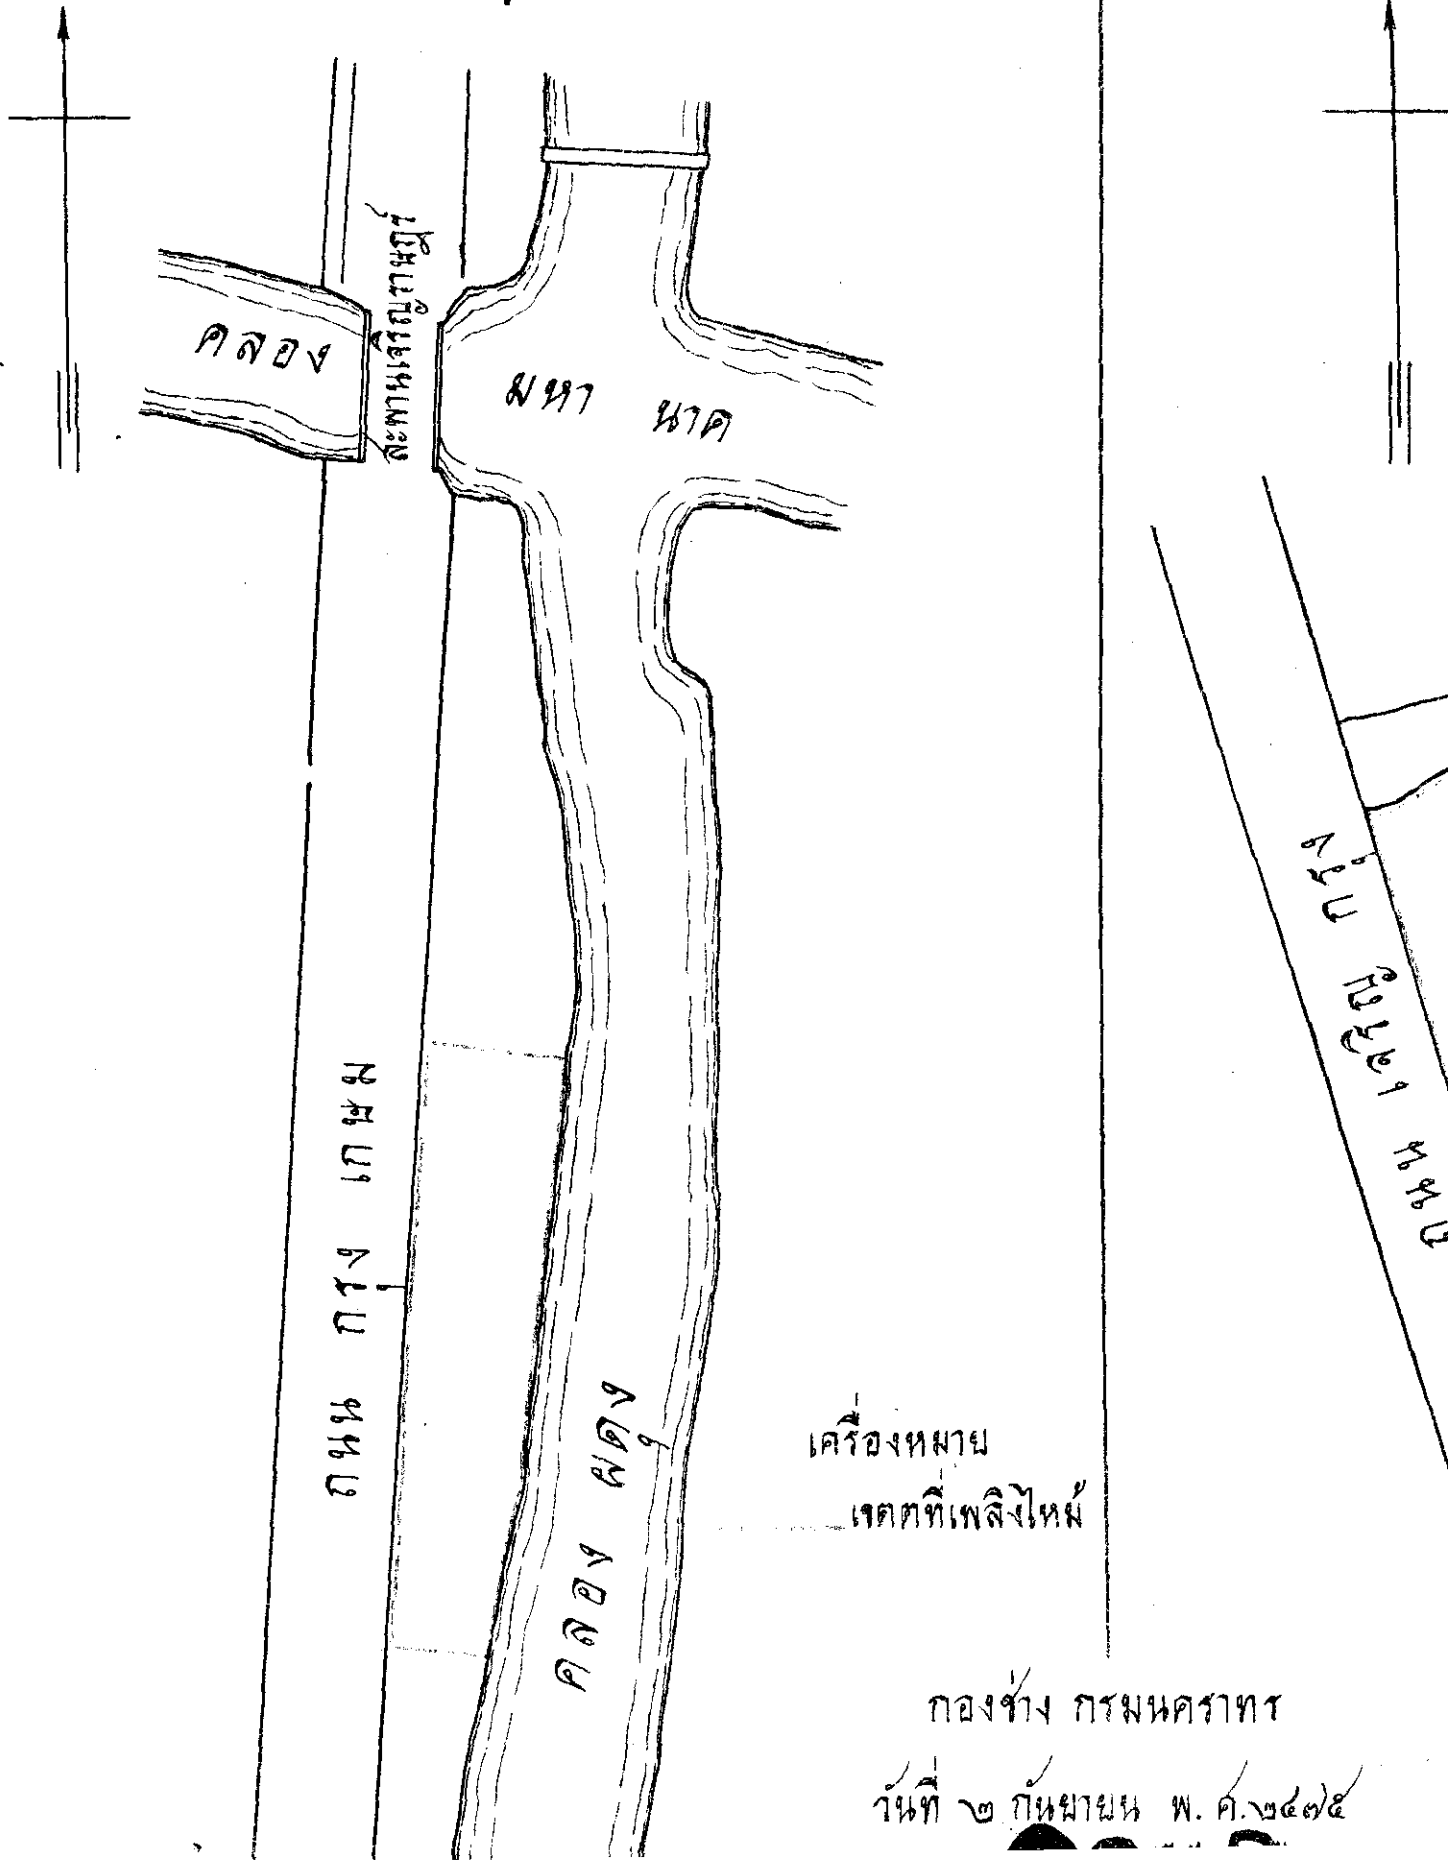 สะพานเจริญราษฎร์
คลอง
มหา นาค
ถนน กรุง เกษม
คลอง ผดุง
ถนน เจริญ กรุง
เครื่องหมาย
เขตต์ที่เพลิงไหม้
กองช่าง กรมนคราทร
วันที่ ๒ กันยายน พ.ศ.๒๔๗๕